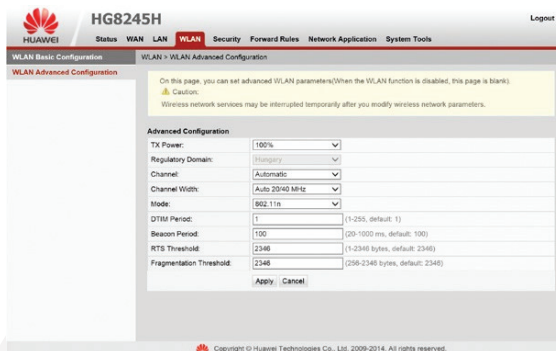 HG8245H
Logout
HUAWEI
Status WAN LAN WLAN Security Forward Rules Network Application System Tools
WLAN Basic Configuration
WLAN > WLAN Advanced Configuration
WLAN Advanced Configuration
On this page, you can set advanced WLAN parameters(When the WLAN function is disabled, this page is blank).
Caution:
Wireless network services may be interrupted temporarily after you modify wireless network parameters.
Advanced Configuration
TX Power: 100%
Regulatory Domain: Hungary
Channel: Automatic
Channel Width: Auto 20/40 MHz
Mode: 802.11n
DTIM Period: 1 (1-255, default: 1)
Beacon Period: 100 (20-1000 ms, default: 100)
RTS Threshold: 2346 (1-2346 bytes, default: 2346)
Fragmentation Threshold: 2346 (256-2346 bytes, default: 2346)
Apply Cancel
Copyright © Huawei Technologies Co., Ltd. 2009-2014. All rights reserved.